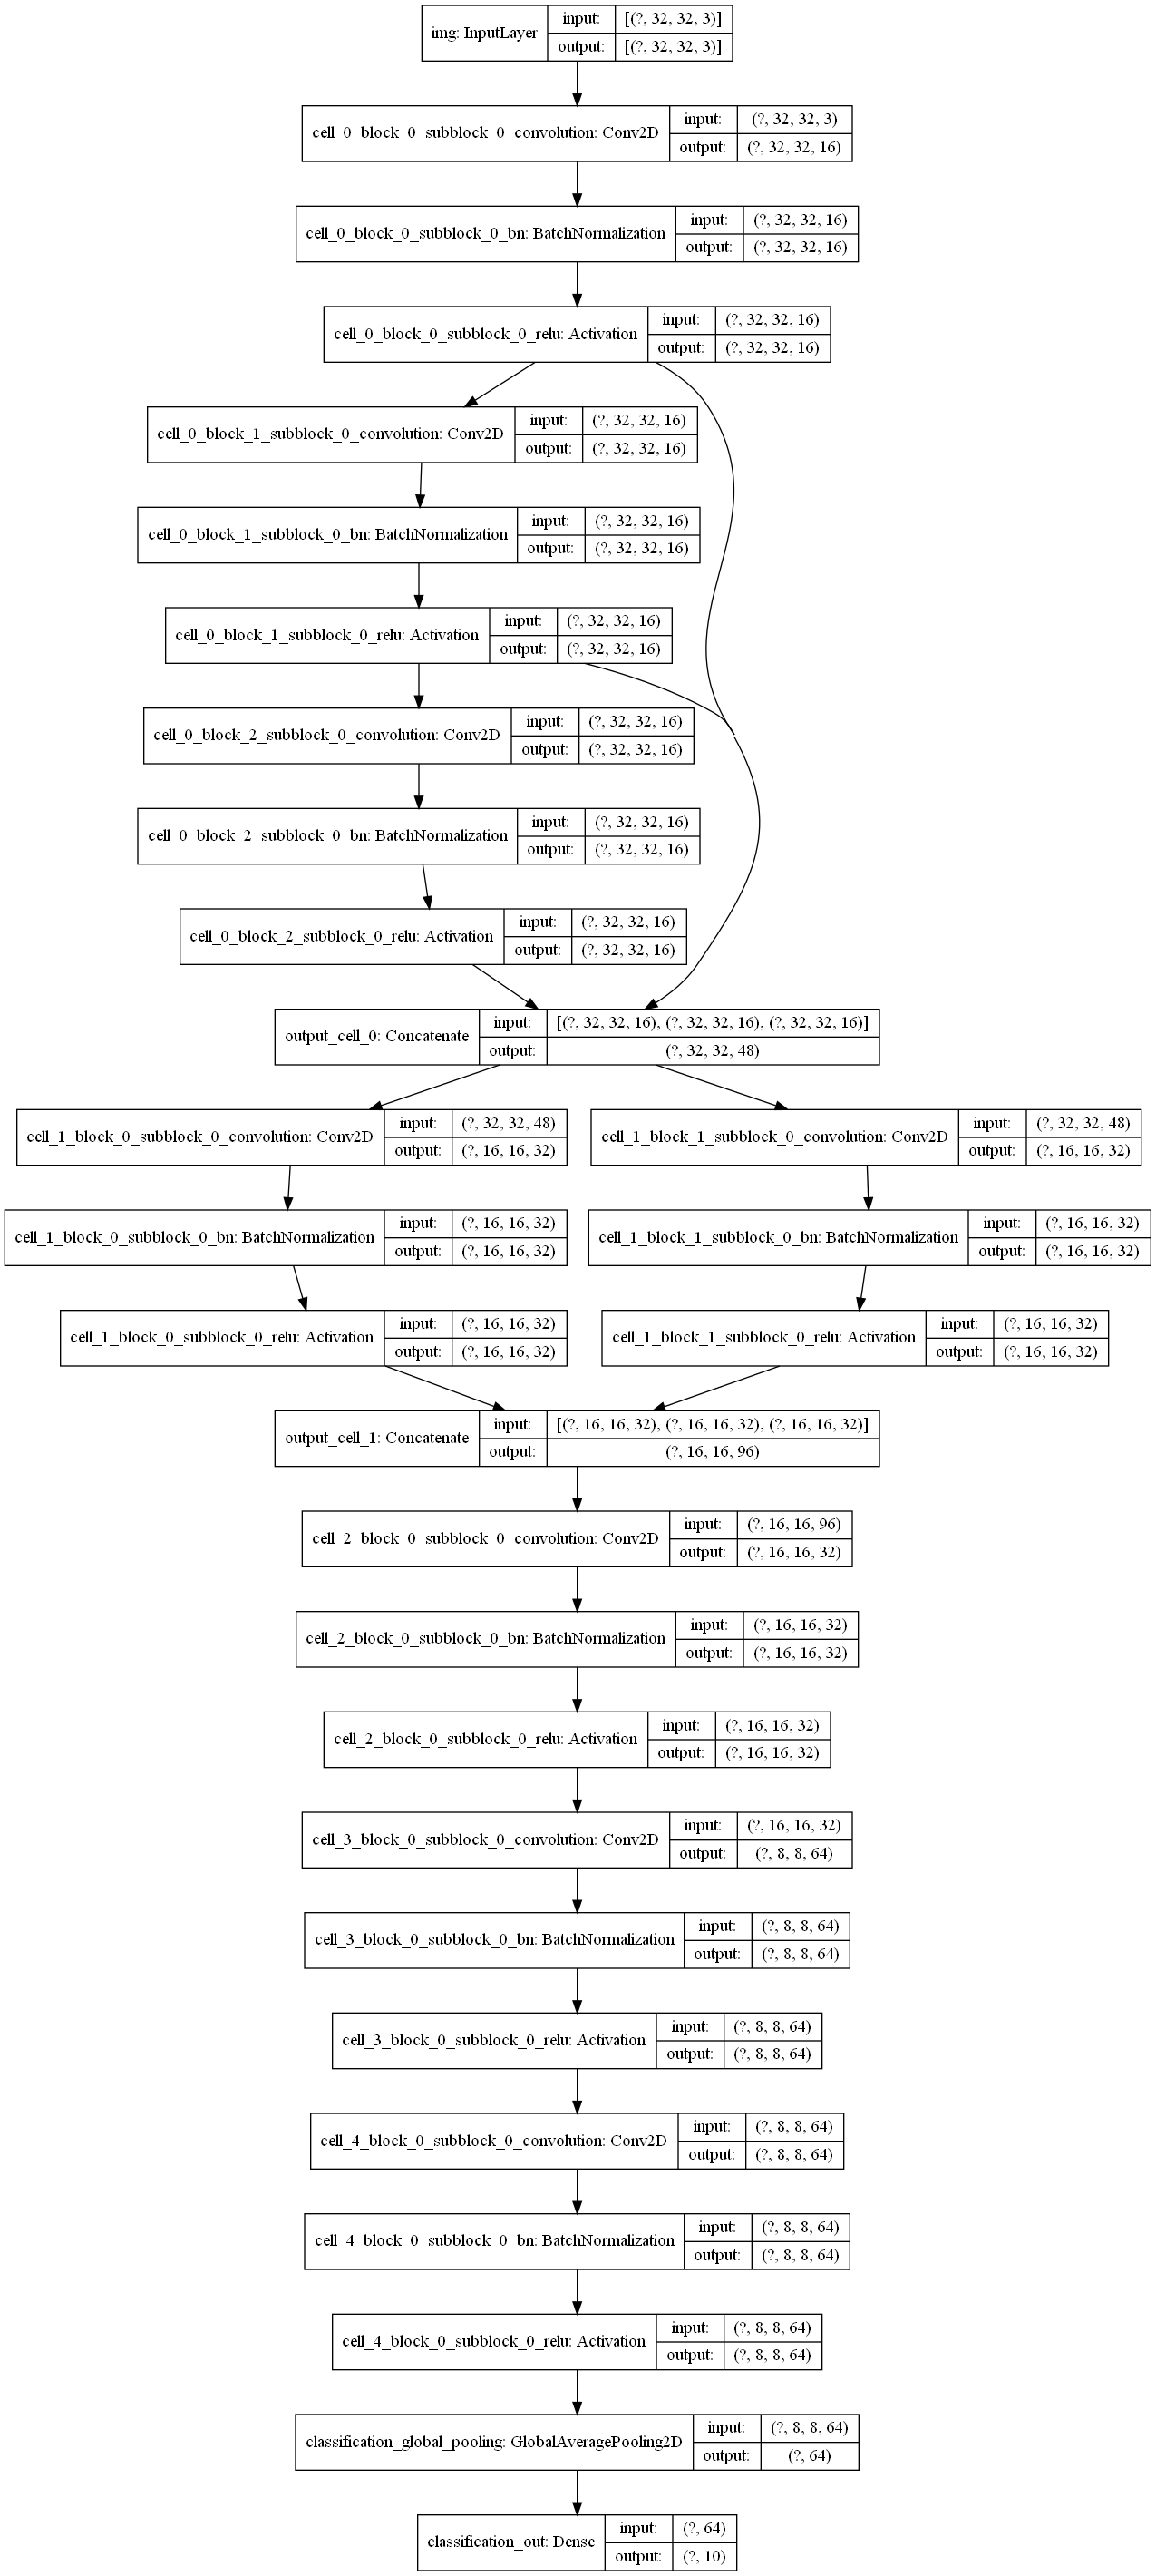 img: InputLayer
input: [(?, 32, 32, 3)]
output: [(?, 32, 32, 3)]
cell_0_block_0_subblock_0_convolution: Conv2D
input: (?, 32, 32, 3)
output: (?, 32, 32, 16)
cell_0_block_0_subblock_0_bn: BatchNormalization
input: (?, 32, 32, 16)
output: (?, 32, 32, 16)
cell_0_block_0_subblock_0_relu: Activation
input: (?, 32, 32, 16)
output: (?, 32, 32, 16)
cell_0_block_1_subblock_0_convolution: Conv2D
input: (?, 32, 32, 16)
output: (?, 32, 32, 16)
cell_0_block_1_subblock_0_bn: BatchNormalization
input: (?, 32, 32, 16)
output: (?, 32, 32, 16)
cell_0_block_1_subblock_0_relu: Activation
input: (?, 32, 32, 16)
output: (?, 32, 32, 16)
cell_0_block_2_subblock_0_convolution: Conv2D
input: (?, 32, 32, 16)
output: (?, 32, 32, 16)
cell_0_block_2_subblock_0_bn: BatchNormalization
input: (?, 32, 32, 16)
output: (?, 32, 32, 16)
cell_0_block_2_subblock_0_relu: Activation
input: (?, 32, 32, 16)
output: (?, 32, 32, 16)
output_cell_0: Concatenate
input: [(?, 32, 32, 16), (?, 32, 32, 16), (?, 32, 32, 16)]
output: (?, 32, 32, 48)
cell_1_block_0_subblock_0_convolution: Conv2D
input: (?, 32, 32, 48)
output: (?, 16, 16, 32)
cell_1_block_1_subblock_0_convolution: Conv2D
input: (?, 32, 32, 48)
output: (?, 16, 16, 32)
cell_1_block_0_subblock_0_bn: BatchNormalization
input: (?, 16, 16, 32)
output: (?, 16, 16, 32)
cell_1_block_1_subblock_0_bn: BatchNormalization
input: (?, 16, 16, 32)
output: (?, 16, 16, 32)
cell_1_block_0_subblock_0_relu: Activation
input: (?, 16, 16, 32)
output: (?, 16, 16, 32)
cell_1_block_1_subblock_0_relu: Activation
input: (?, 16, 16, 32)
output: (?, 16, 16, 32)
output_cell_1: Concatenate
input: [(?, 16, 16, 32), (?, 16, 16, 32), (?, 16, 16, 32)]
output: (?, 16, 16, 96)
cell_2_block_0_subblock_0_convolution: Conv2D
input: (?, 16, 16, 96)
output: (?, 16, 16, 32)
cell_2_block_0_subblock_0_bn: BatchNormalization
input: (?, 16, 16, 32)
output: (?, 16, 16, 32)
cell_2_block_0_subblock_0_relu: Activation
input: (?, 16, 16, 32)
output: (?, 16, 16, 32)
cell_3_block_0_subblock_0_convolution: Conv2D
input: (?, 16, 16, 32)
output: (?, 8, 8, 64)
cell_3_block_0_subblock_0_bn: BatchNormalization
input: (?, 8, 8, 64)
output: (?, 8, 8, 64)
cell_3_block_0_subblock_0_relu: Activation
input: (?, 8, 8, 64)
output: (?, 8, 8, 64)
cell_4_block_0_subblock_0_convolution: Conv2D
input: (?, 8, 8, 64)
output: (?, 8, 8, 64)
cell_4_block_0_subblock_0_bn: BatchNormalization
input: (?, 8, 8, 64)
output: (?, 8, 8, 64)
cell_4_block_0_subblock_0_relu: Activation
input: (?, 8, 8, 64)
output: (?, 8, 8, 64)
classification_global_pooling: GlobalAveragePooling2D
input: (?, 8, 8, 64)
output: (?, 64)
classification_out: Dense
input: (?, 64)
output: (?, 10)